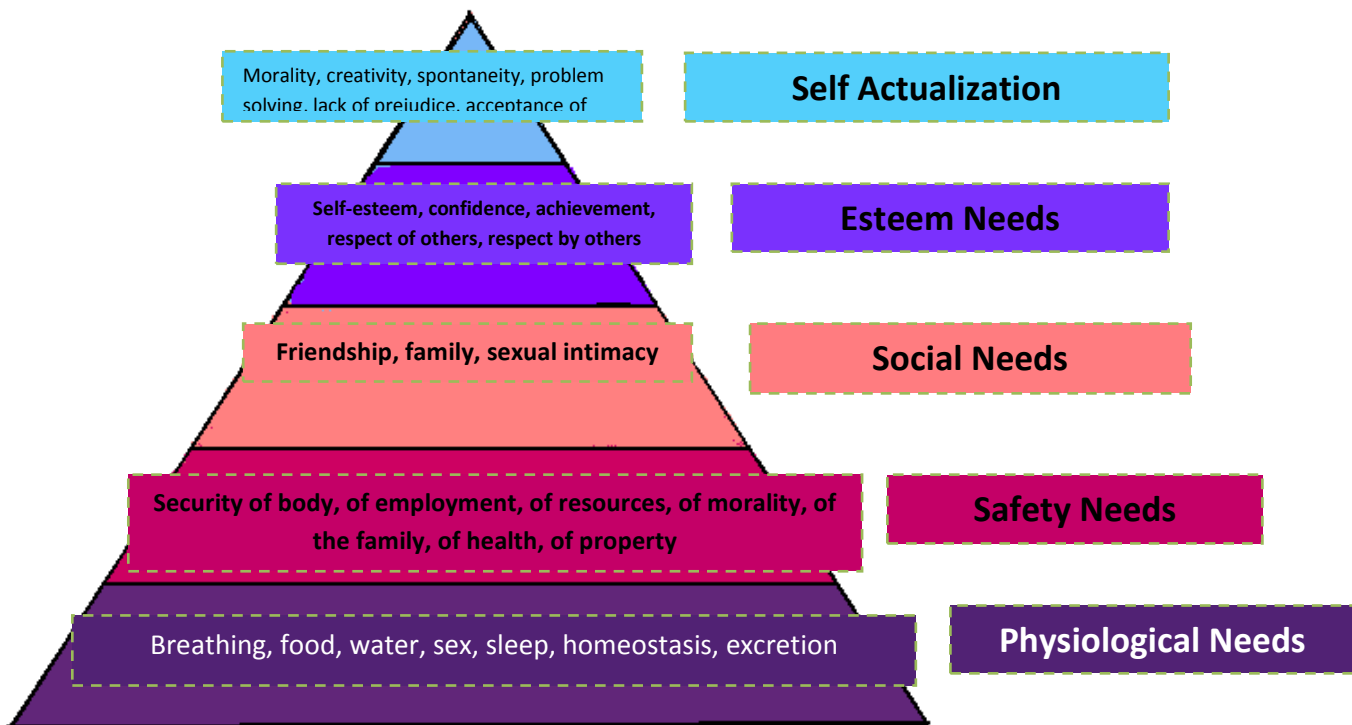 Morality, creativity, spontaneity, problem
solving, lack of prejudice, acceptance of
Self Actualization
Self-esteem, confidence, achievement,
respect of others, respect by others
Esteem Needs
Friendship, family, sexual intimacy
Social Needs
Security of body, of employment, of resources, of morality, of
the family, of health, of property
Safety Needs
Breathing, food, water, sex, sleep, homeostasis, excretion
Physiological Needs